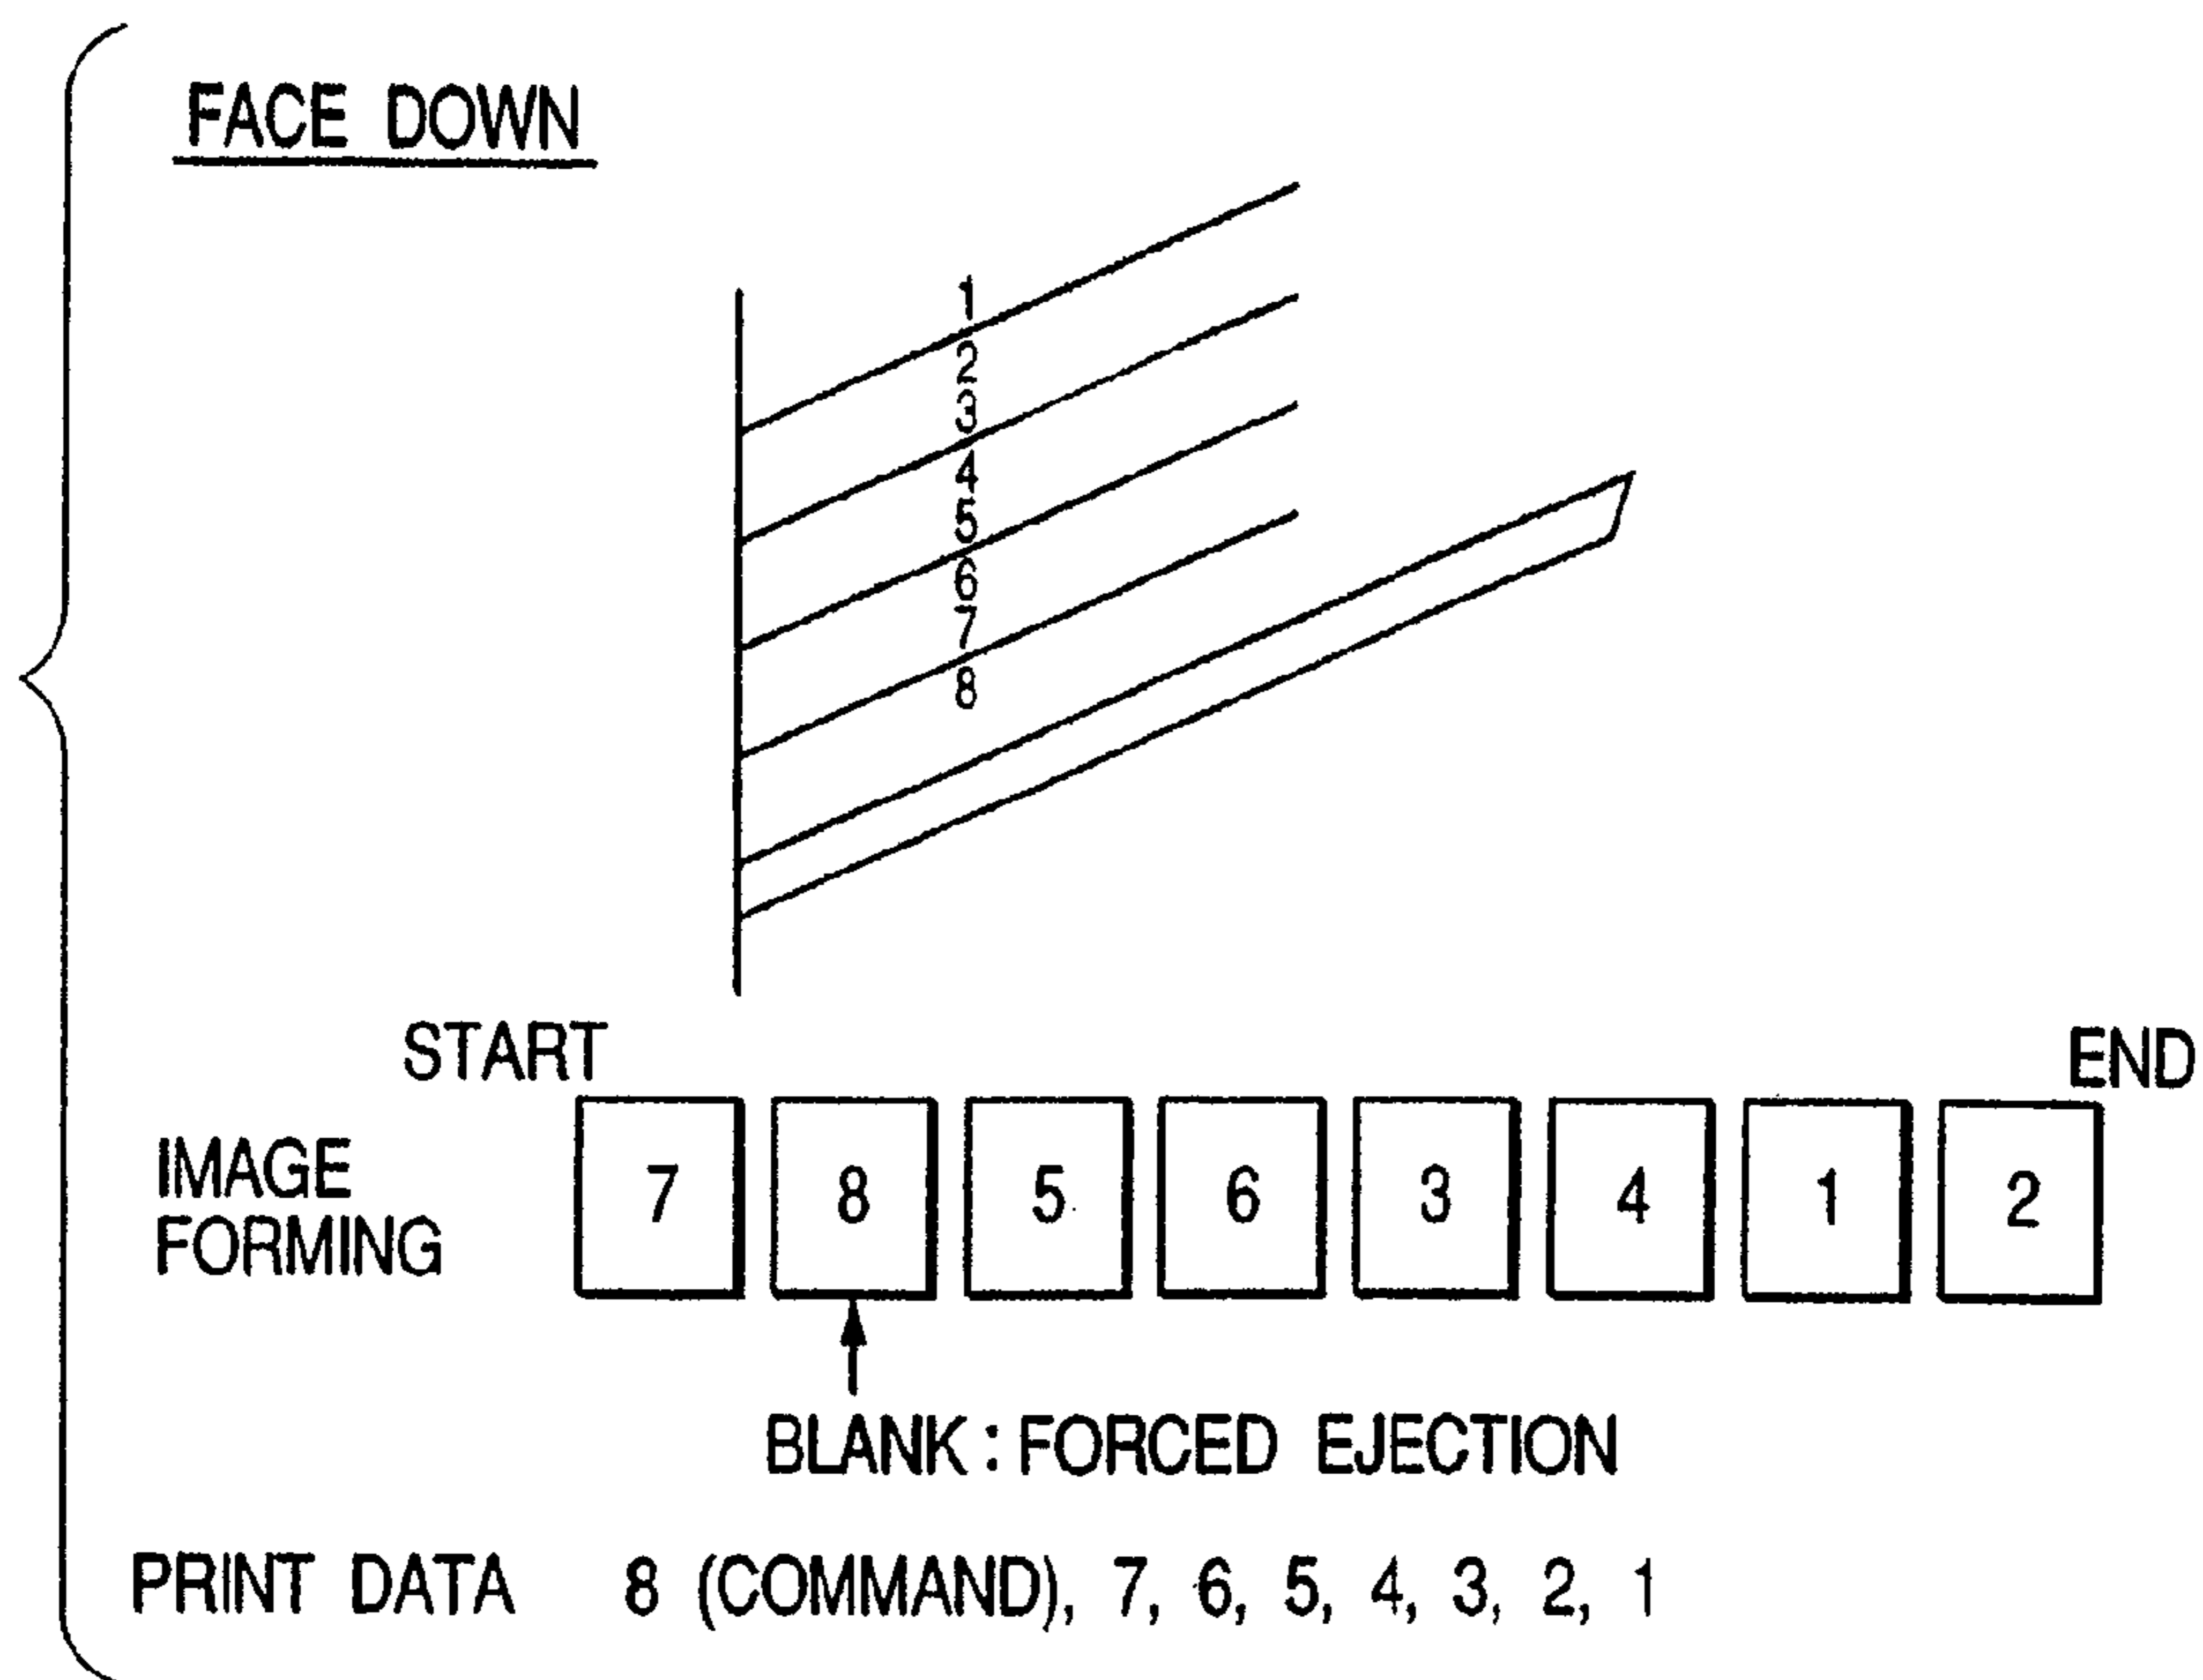 FACE DOWN
1
2
3
4
5
6
7
8
START
END
IMAGE
FORMING
7 8 5 6 3 4 1 2
BLANK : FORCED EJECTION
PRINT DATA 8 (COMMAND), 7, 6, 5, 4, 3, 2, 1